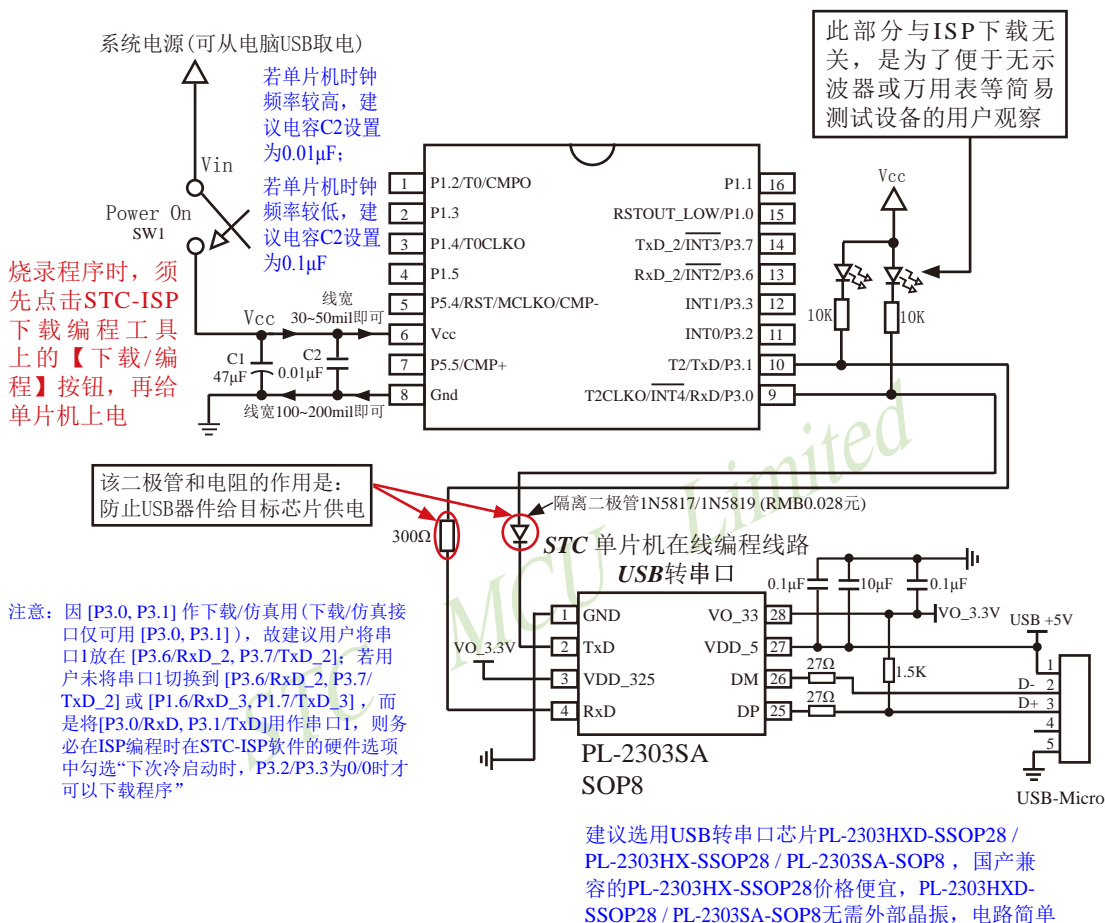 系统电源(可从电脑USB取电)
若单片机时钟
频率较高，建
议电容C2设置
为0.01μF；
若单片机时钟
频率较低，建
议电容C2设置
为0.1μF
此部分与ISP下载无
关，是为了便于无示
波器或万用表等简易
测试设备的用户观察
Vin
Power On
SW1
烧录程序时，须
先点击STC-ISP
下载编程工具
上的【下载/编
程】按钮，再给
单片机上电
Vcc
线宽
30~50mil即可
C1
47μF
C2
0.01μF
线宽100~200mil即可
1 P1.2/T0/CMPO
2 P1.3
3 P1.4/T0CLKO
4 P1.5
5 P5.4/RST/MCLKO/CMP-
6 Vcc
7 P5.5/CMP+
8 Gnd
P1.1 16
RSTOUT_LOW/P1.0 15
TxD_2/INT3/P3.7 14
RxD_2/INT2/P3.6 13
INT1/P3.3 12
INT0/P3.2 11
T2/TxD/P3.1 10
T2CLKO/INT4/RxD/P3.0 9
Vcc
10K
10K
该二极管和电阻的作用是：
防止USB器件给目标芯片供电
300Ω
隔离二极管1N5817/1N5819 (RMB0.028元)
STC 单片机在线编程线路
USB转串口
STC MCU Limited
0.1μF
10μF
0.1μF
VO_3.3V
VO_3.3V
1 GND
2 TxD
3 VDD_325
4 RxD
VO_33 28
VDD_5 27
DM 26
DP 25
27Ω
27Ω
1.5K
USB +5V
D-
D+
1
2
3
4
5
USB-Micro
PL-2303SA
SOP8
注意：因 [P3.0, P3.1] 作下载/仿真用(下载/仿真接
口仅可用 [P3.0, P3.1] )，故建议用户将串
口1放在 [P3.6/RxD_2, P3.7/TxD_2]；若用
户未将串口1切换到 [P3.6/RxD_2, P3.7/
TxD_2] 或 [P1.6/RxD_3, P1.7/TxD_3] ，而
是将[P3.0/RxD, P3.1/TxD]用作串口1，则务
必在ISP编程时在STC-ISP软件的硬件选项
中勾选“下次冷启动时，P3.2/P3.3为0/0时才
可以下载程序”
建议选用USB转串口芯片PL-2303HXD-SSOP28 /
PL-2303HX-SSOP28 / PL-2303SA-SOP8 ，国产兼
容的PL-2303HX-SSOP28价格便宜，PL-2303HXD-
SSOP28 / PL-2303SA-SOP8无需外部晶振，电路简单